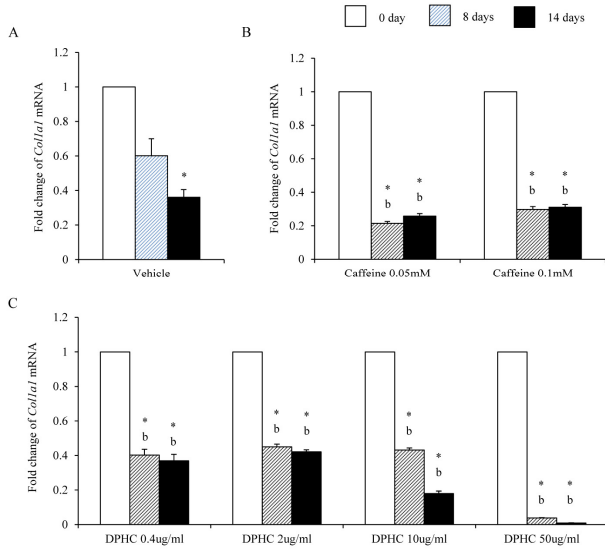 0 day 8 days 14 days
A
Fold change of Col1a1 mRNA
1.2
1
0.8
0.6
0.4
0.2
0
*
Vehicle
B
Fold change of Col1a1 mRNA
1.2
1
0.8
0.6
0.4
0.2
0
* *
b b
* *
b b
Caffeine 0.05mM Caffeine 0.1mM
C
Fold change of Col1a1 mRNA
1.2
1
0.8
0.6
0.4
0.2
0
* *
b b
* *
b b
*
b
*
b
* *
b b
DPHC 0.4ug/ml DPHC 2ug/ml DPHC 10ug/ml DPHC 50ug/ml